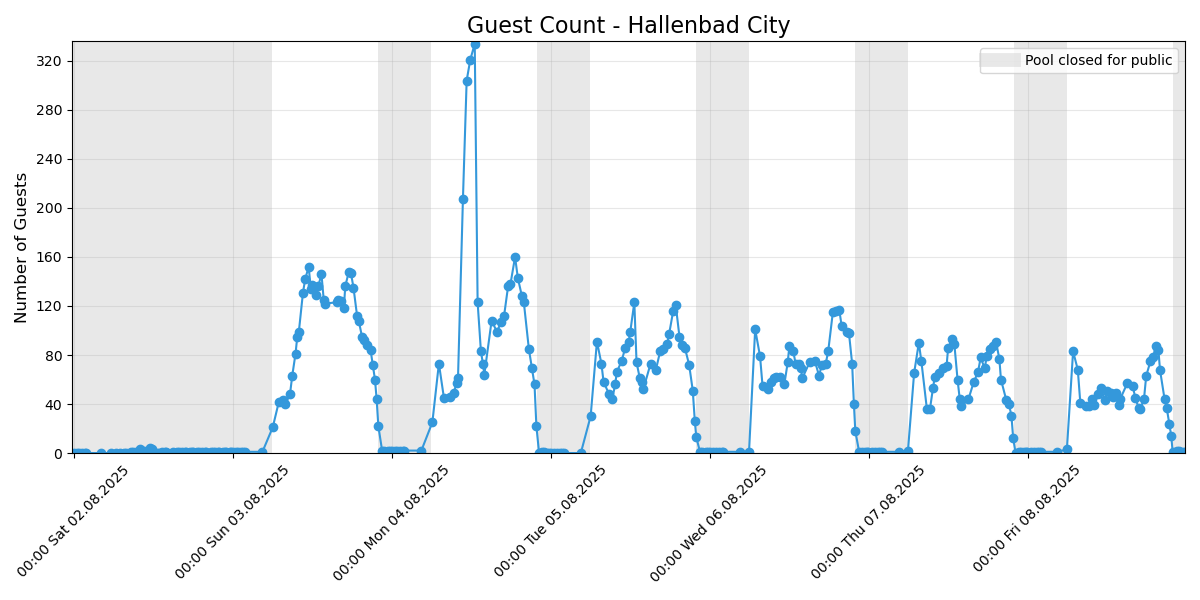 Guest Count - Hallenbad City
Pool closed for public
Number of Guests
320
280
240
200
160
120
80
40
0
00:00 Sat 02.08.2025
00:00 Sun 03.08.2025
00:00 Mon 04.08.2025
00:00 Tue 05.08.2025
00:00 Wed 06.08.2025
00:00 Thu 07.08.2025
00:00 Fri 08.08.2025